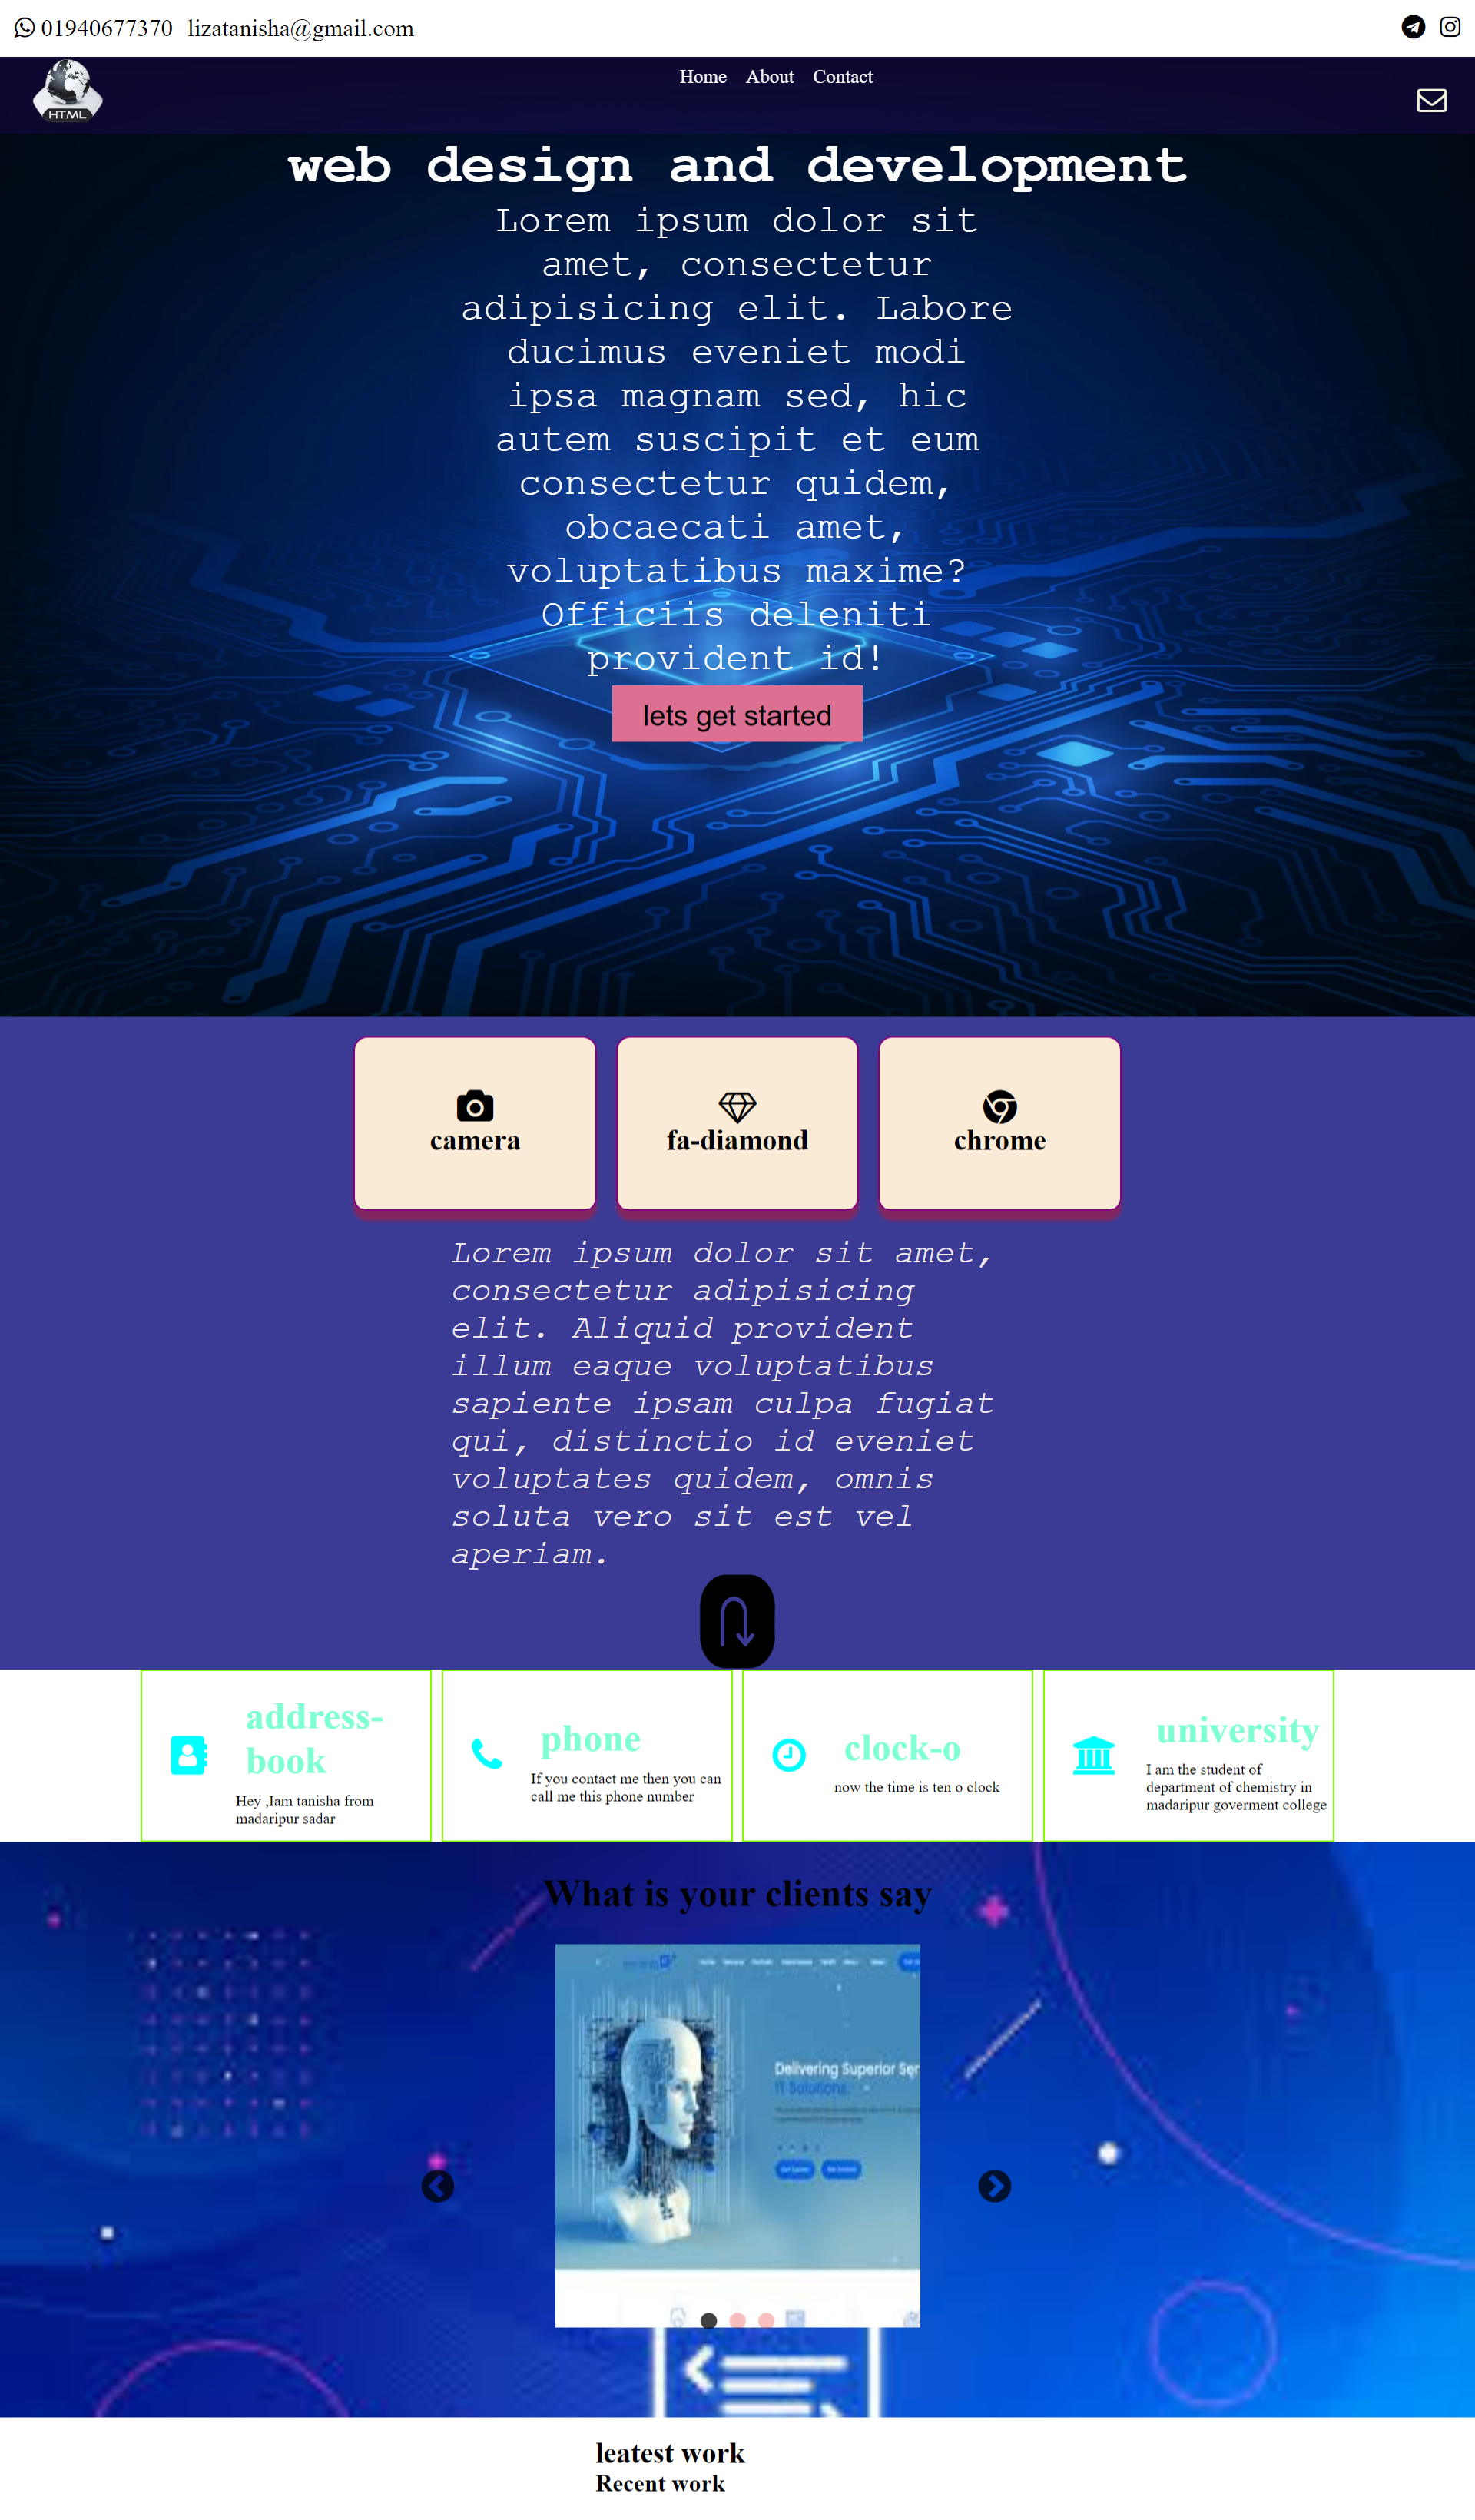 01940677370 lizatanisha@gmail.com
HTML
Home About Contact
web design and development
Lorem ipsum dolor sit
amet, consectetur
adipisicing elit. Labore
ducimus eveniet modi
ipsa magnam sed, hic
autem suscipit et eum
consectetur quidem,
obcaecati amet,
voluptatibus maxime?
Officiis deleniti
provident id!
lets get started
camera
fa-diamond
chrome
Lorem ipsum dolor sit amet,
consectetur adipisicing
elit. Aliquid provident
illum eaque voluptatibus
sapiente ipsam culpa fugiat
qui, distinctio id eveniet
voluptates quidem, omnis
soluta vero sit est vel
aperiam.
address-
book
Hey ,Iam tanisha from
madaripur sadar
phone
If you contact me then you can
call me this phone number
clock-o
now the time is ten o clock
university
I am the student of
department of chemistry in
madaripur goverment college
What is your clients say
Delivering Superior Ser
IT Solutions.
leatest work
Recent work